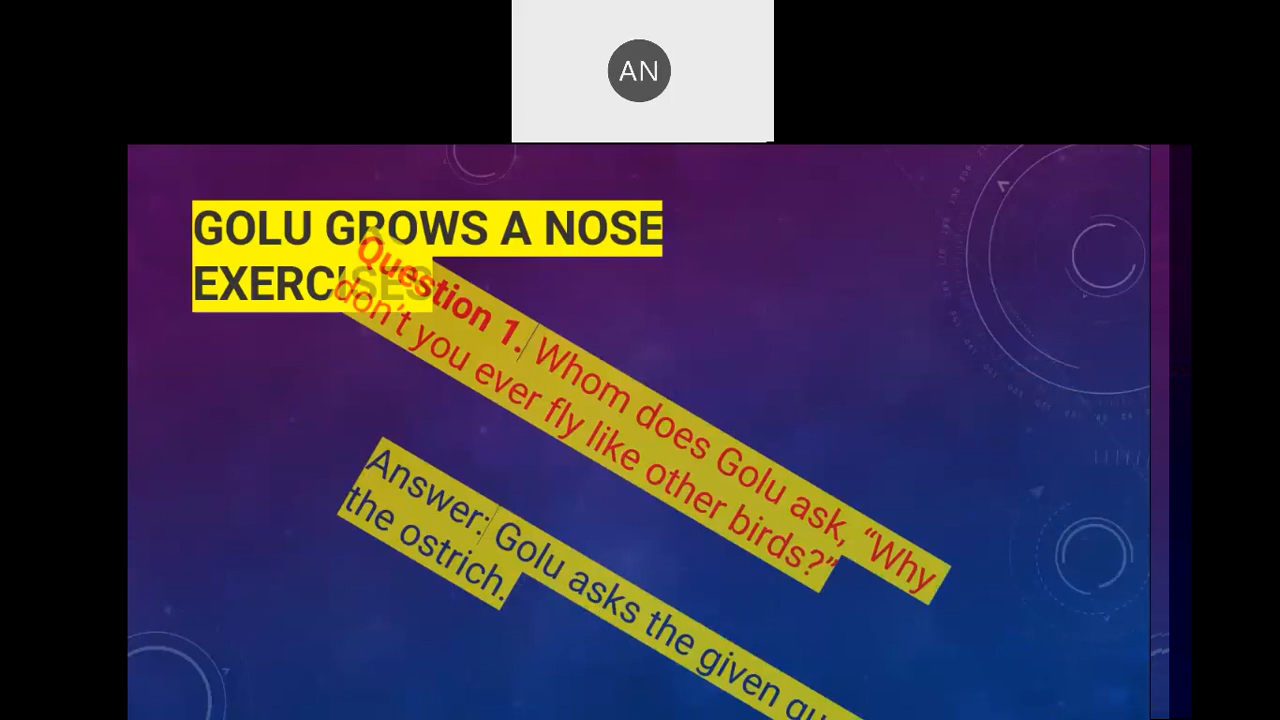 AN
GOLU GROWS A NOSE
EXERCISES
Question 1. Whom does Golu ask, “Why
don't you ever fly like other birds?”
Answer: Golu asks the given
the ostrich.